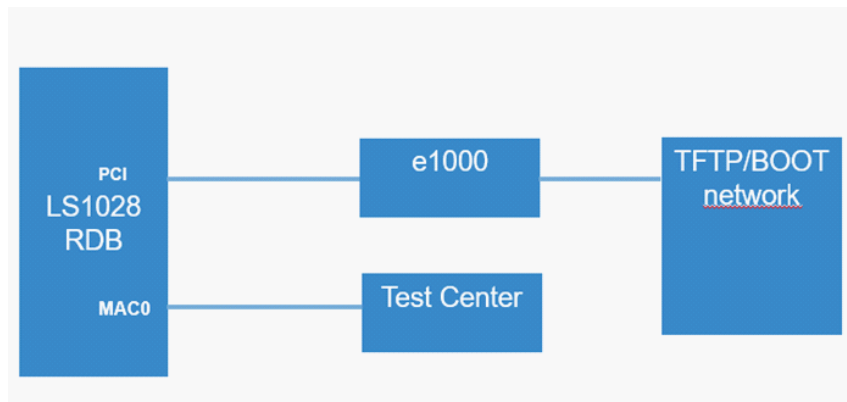 PCI
LS1028
RDB
MAC0
e1000
Test Center
TFTP/BOOT
network